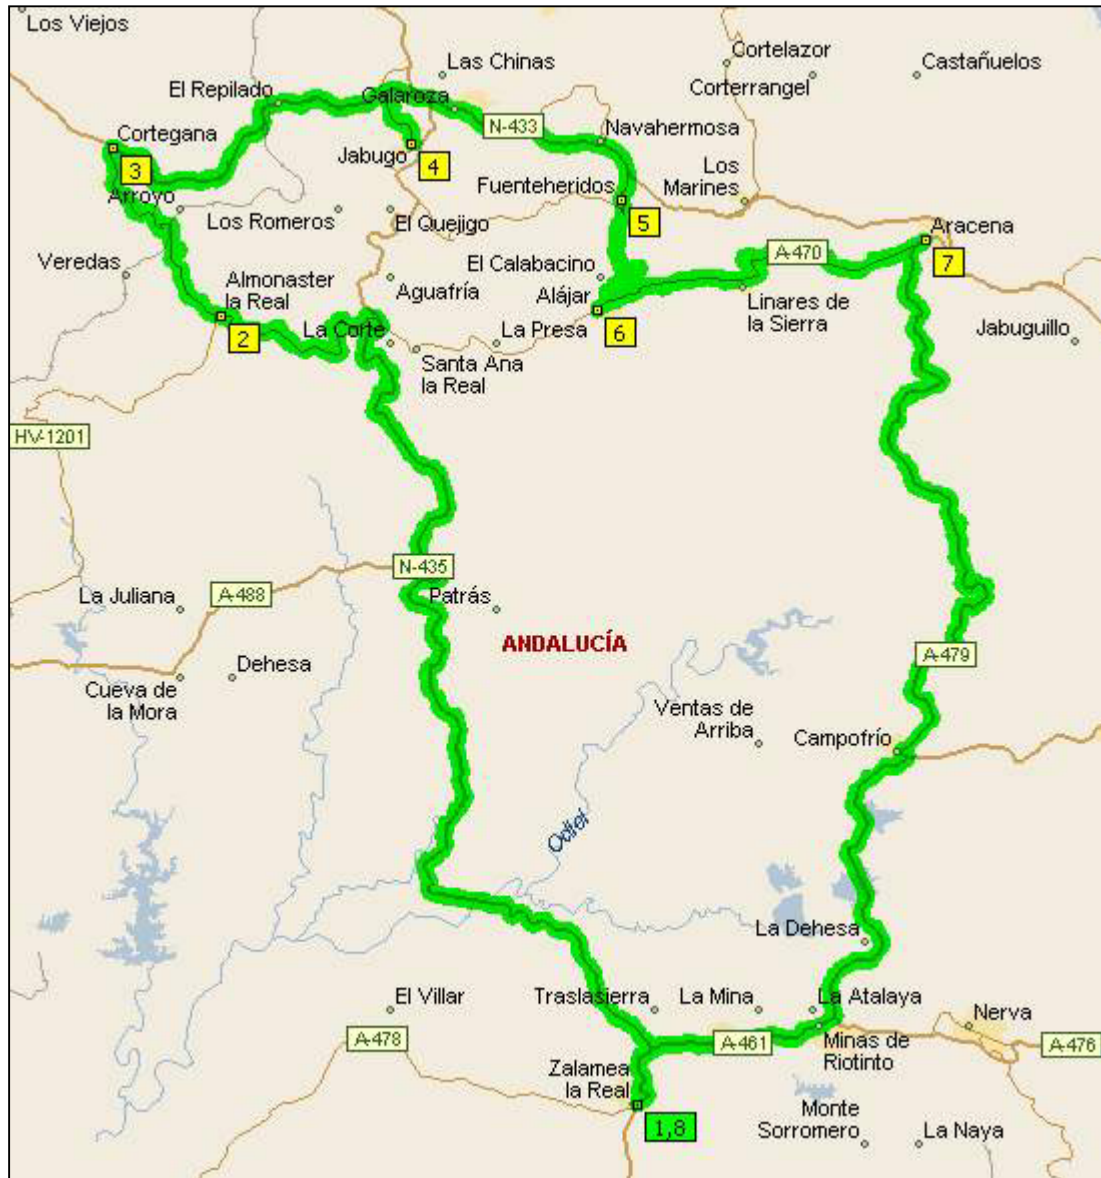 Los Viejos
Cortelazor
Las Chinas
Castañuelos
Corterrangel
El Repilado
Galaroza
N-433
Navahermosa
Cortegana
3
Jabugo
4
Los
Marines
Fuenteheridos
5
Arroyo
Los Romeros
El Quejigo
Aracena
7
A-470
Veredas
Almonaster
la Real
2
Aguafría
El Calabacino
Alájar
6
Linares de
la Sierra
La Corte
La Presa
Jabuguillo
Santa Ana
la Real
HV-1201
N-435
A-488
La Juliana
Patrás
ANDALUCÍA
A-479
Dehesa
Cueva de
la Mora
Ventas de
Arriba
Campofrío
Odiel
La Dehesa
El Villar
Traslasierra
La Mina
La Atalaya
Nerva
A-478
A-461
Minas de
Riotinto
A-476
Zalamea
la Real
1,8
Monte
Sorromero
La Naya